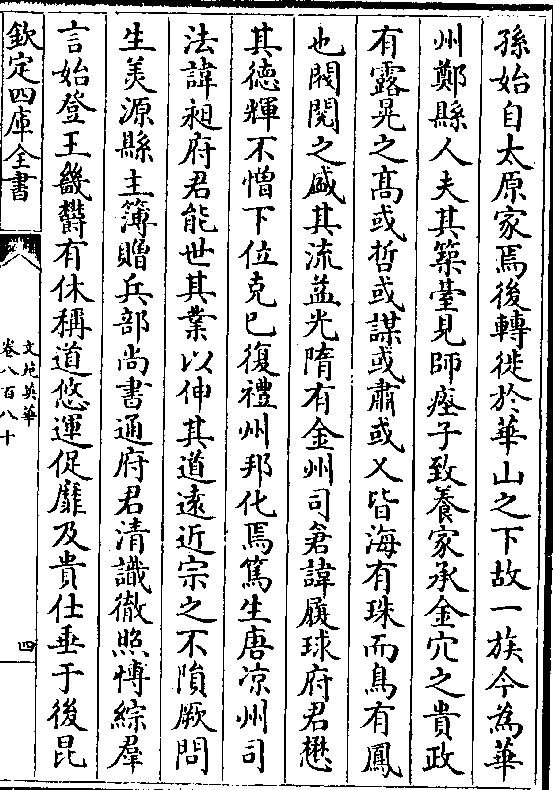 孫始自太原家焉後轉徙於華山之下故一族今為華
州鄭縣人夫其築臺見師瘞子致養家承金穴之貴政
有露晃之髙或哲或謀或肅或乂皆海有珠而鳥有鳳
也閥閱之盛其流益光隋有金州司倉諱履球府君懋
其德輝不憎下位克已復禮州邦化焉篤生唐凉州司
法諱昶府君能世其業以伸其道逺近宗之不隕厥問
生美源縣主簿贈兵部尚書通府君清識徹照愽綜羣
言始登王畿欝有休稱道悠運促靡及貴仕垂于後昆
欽定四庫全書
文苑英華
卷八百八十
四